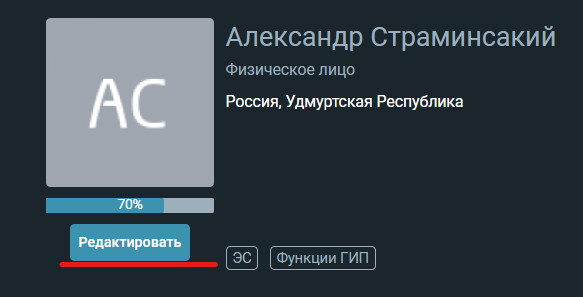 АС
Александр Страминсакий
Физическое лицо
Россия, Удмуртская Республика
70%
Редактировать
ЭС
Функции ГИП